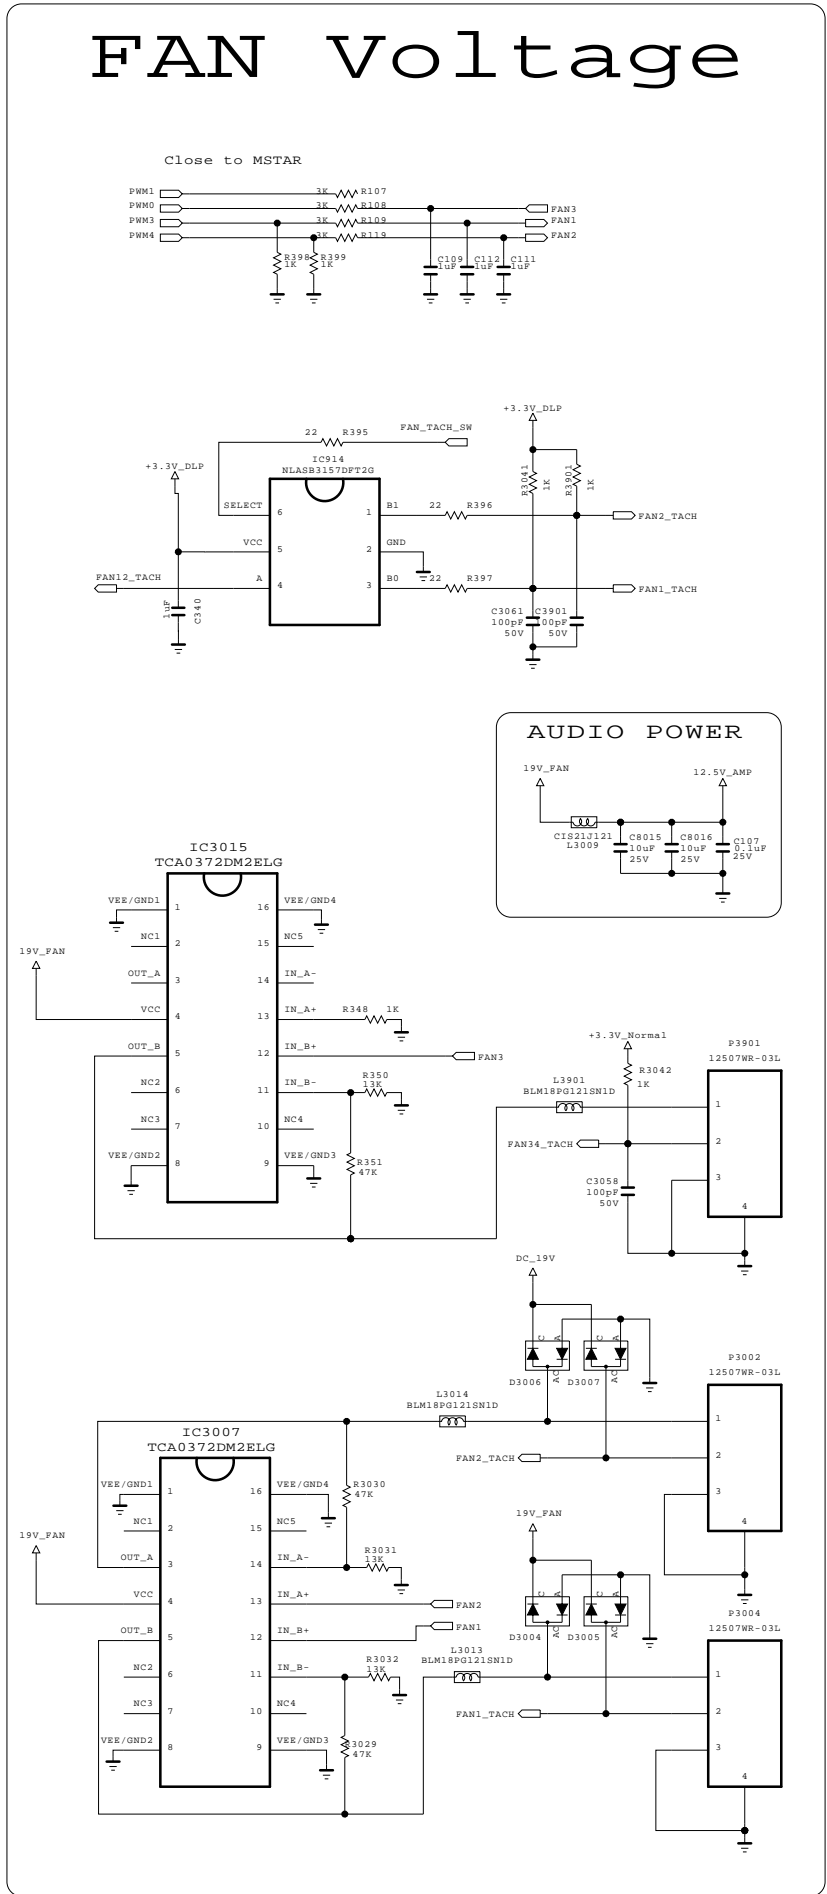 FAN Voltage
Close to MSTAR
PWM1 3K R107
PWM0 3K R108 FAN3
PWM3 3K R109 FAN1
PWM4 3K R119 FAN2
R398 1K
R399 1K
C109 1uF
C112 1uF
C111 1uF
+3.3V_DLP
22 R395 FAN_TACH_SW
IC914
NLASB3157DFT2G
+3.3V_DLP
R3041 1K
R3901 1K
SELECT 6 1 B1 22 R396 FAN2_TACH
VCC 5 2 GND
FAN12_TACH A 4 3 B0 22 R397 FAN1_TACH
1uF C340
C3061 100pF 50V
C3901 100pF 50V
AUDIO POWER
19V_FAN 12.5V_AMP
CIS21J121
L3009
C8015 10uF 25V
C8016 10uF 25V
C107 0.1uF 25V
IC3015
TCA0372DM2ELG
VEE/GND1 1 16 VEE/GND4
NC1 2 15 NC5
19V_FAN
OUT_A 3 14 IN_A-
VCC 4 13 IN_A+ R348 1K
OUT_B 5 12 IN_B+ FAN3
NC2 6 11 IN_B- R350 13K
NC3 7 10 NC4
VEE/GND2 8 9 VEE/GND3
R351 47K
+3.3V_Normal
R3042 1K
P3901
12507WR-03L
L3901
BLM18PG121SN1D
1
FAN34_TACH 2
3
C3058 100pF 50V
4
DC_19V
C A C A
AC AC
D3006 D3007
P3002
12507WR-03L
L3014
BLM18PG121SN1D
1
FAN2_TACH 2
3
4
IC3007
TCA0372DM2ELG
VEE/GND1 1 16 VEE/GND4
R3030 47K
NC1 2 15 NC5
19V_FAN
OUT_A 3 14 IN_A- R3031 13K
VCC 4 13 IN_A+ FAN2
OUT_B 5 12 IN_B+ FAN1
NC2 6 11 IN_B- R3032 13K
NC3 7 10 NC4
VEE/GND2 8 9 VEE/GND3
R3029 47K
19V_FAN
C A C A
AC AC
D3004 D3005
P3004
12507WR-03L
L3013
BLM18PG121SN1D
1
FAN1_TACH 2
3
4